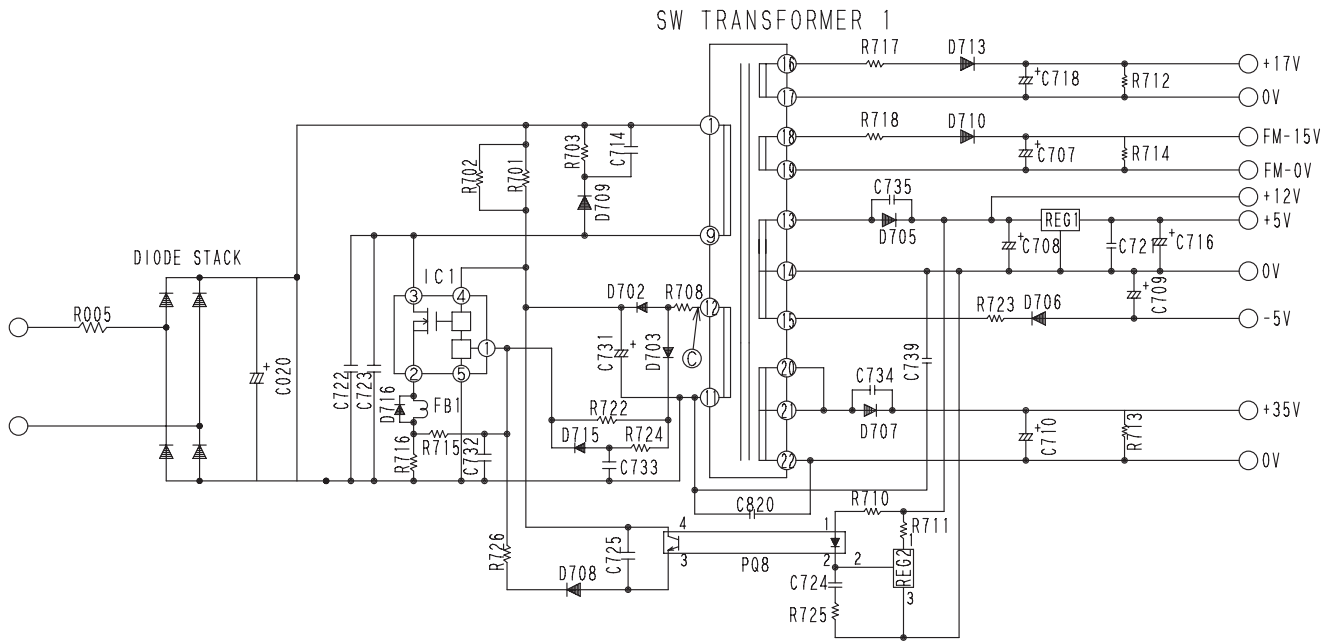 SW TRANSFORMER 1
16 R717 D713 +C718 R712 +17V
17 0V
1 18 R718 D710 +C707 R714 FM-15V
19 FM-0V
R702 R701 R703 C714 D709
C735 +12V
13 D705 +C708 REG1 C721 +C716 +5V
9
DIODE STACK
IC1
14 C709 + 0V
3 4
D702 R708 12
R005 R723 D706
15 -5V
C731 + D703 C C739
1
+ C020 C722 C723
2 5 11 20
C734
D716 FB1 R722 21 D707 +C710 R713 +35V
R716 R715 C732 D715 R724
C733 22 0V
C820
R710 R711
4 1
R726 C725 3 PQ8 2 2 1 REG2 3
D708 C724
R725